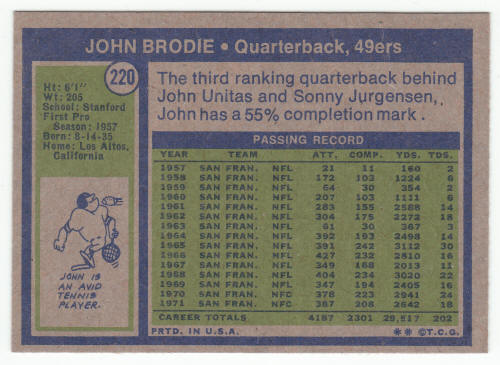 JOHN BRODIE • Quarterback, 49ers
220
Ht: 6'1"
Wt: 205
School: Stanford
First Pro
Season: 1957
Born: 8-14-35
Home: Los Altos,
California
JOHN IS
AN AVID
TENNIS
PLAYER.
The third ranking quarterback behind
John Unitas and Sonny Jurgensen,
John has a 55% completion mark.
PASSING RECORD
YEAR TEAM ATT. COMP. YDS. TDS.
1957 SAN FRAN. NFL 21 11 160 2
1958 SAN FRAN. NFL 172 103 1224 6
1959 SAN FRAN. NFL 64 30 354 2
1960 SAN FRAN. NFL 207 103 1111 6
1961 SAN FRAN. NFL 283 155 2588 14
1962 SAN FRAN. NFL 304 175 2272 18
1963 SAN FRAN. NFL 61 30 367 3
1964 SAN FRAN. NFL 392 193 2498 14
1965 SAN FRAN. NFL 391 242 3112 30
1966 SAN FRAN. NFL 427 232 2810 16
1967 SAN FRAN. NFL 349 168 2013 11
1968 SAN FRAN. NFL 404 234 3020 22
1969 SAN FRAN. NFL 347 194 2405 16
1970 SAN FRAN. NFC 378 223 2941 24
1971 SAN FRAN. NFC 387 208 2642 18
CAREER TOTALS 4187 2301 29,517 202
PRTD. IN U.S.A.
** ©T.C.G.